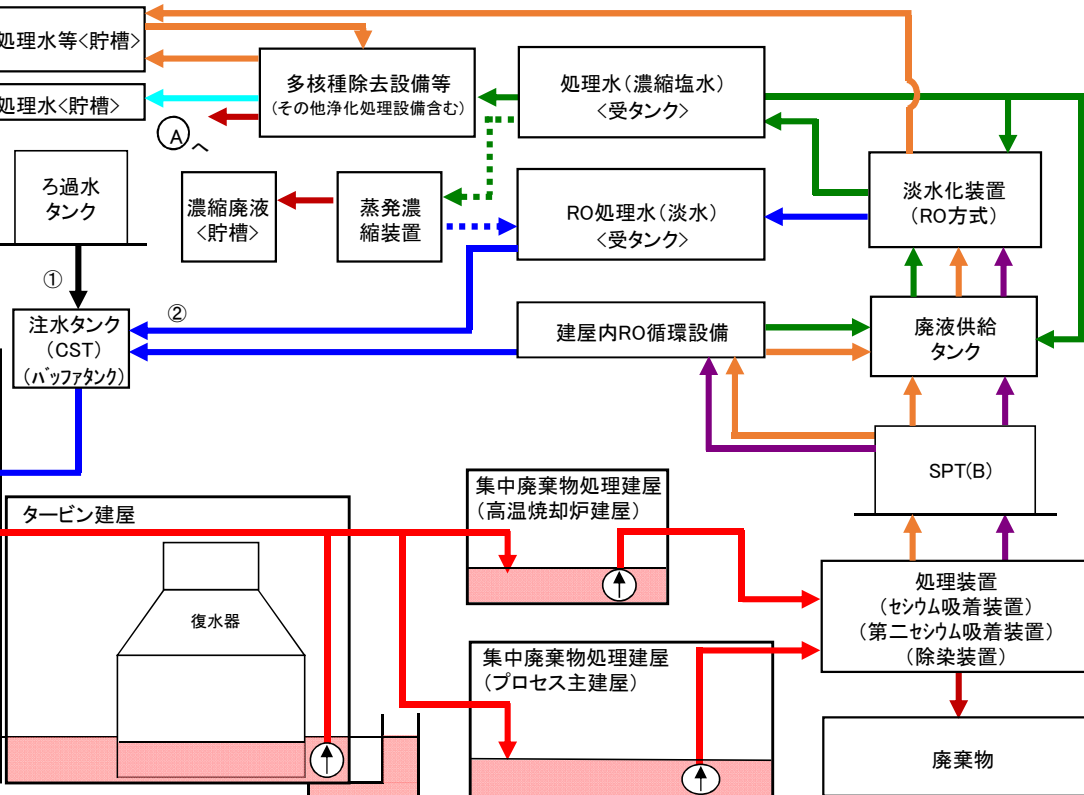 処理水等<貯槽>
処理水<貯槽>
多核種除去設備等
(その他浄化処理設備含む)
Aへ
処理水(濃縮塩水)
<受タンク>
ろ過水
タンク
濃縮廃液
<貯槽>
蒸発濃
縮装置
RO処理水(淡水)
<受タンク>
淡水化装置
(RO方式)
①
②
注水タンク
(CST)
(バッファタンク)
建屋内RO循環設備
廃液供給
タンク
SPT(B)
タービン建屋
復水器
集中廃棄物処理建屋
(高温焼却炉建屋)
集中廃棄物処理建屋
(プロセス主建屋)
処理装置
(セシウム吸着装置)
(第二セシウム吸着装置)
(除染装置)
廃棄物